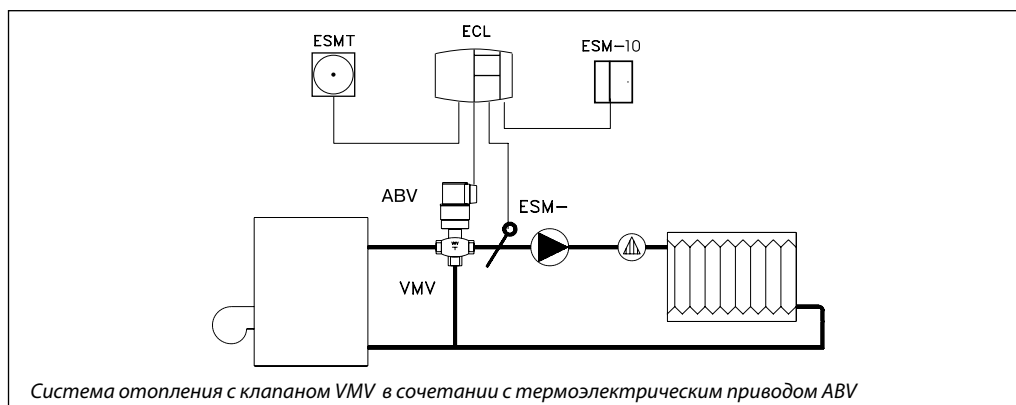 ESMT
ECL
ESM-10
ABV
ESM-
VMV
Система отопления с клапаном VMV в сочетании с термоэлектрическим приводом ABV